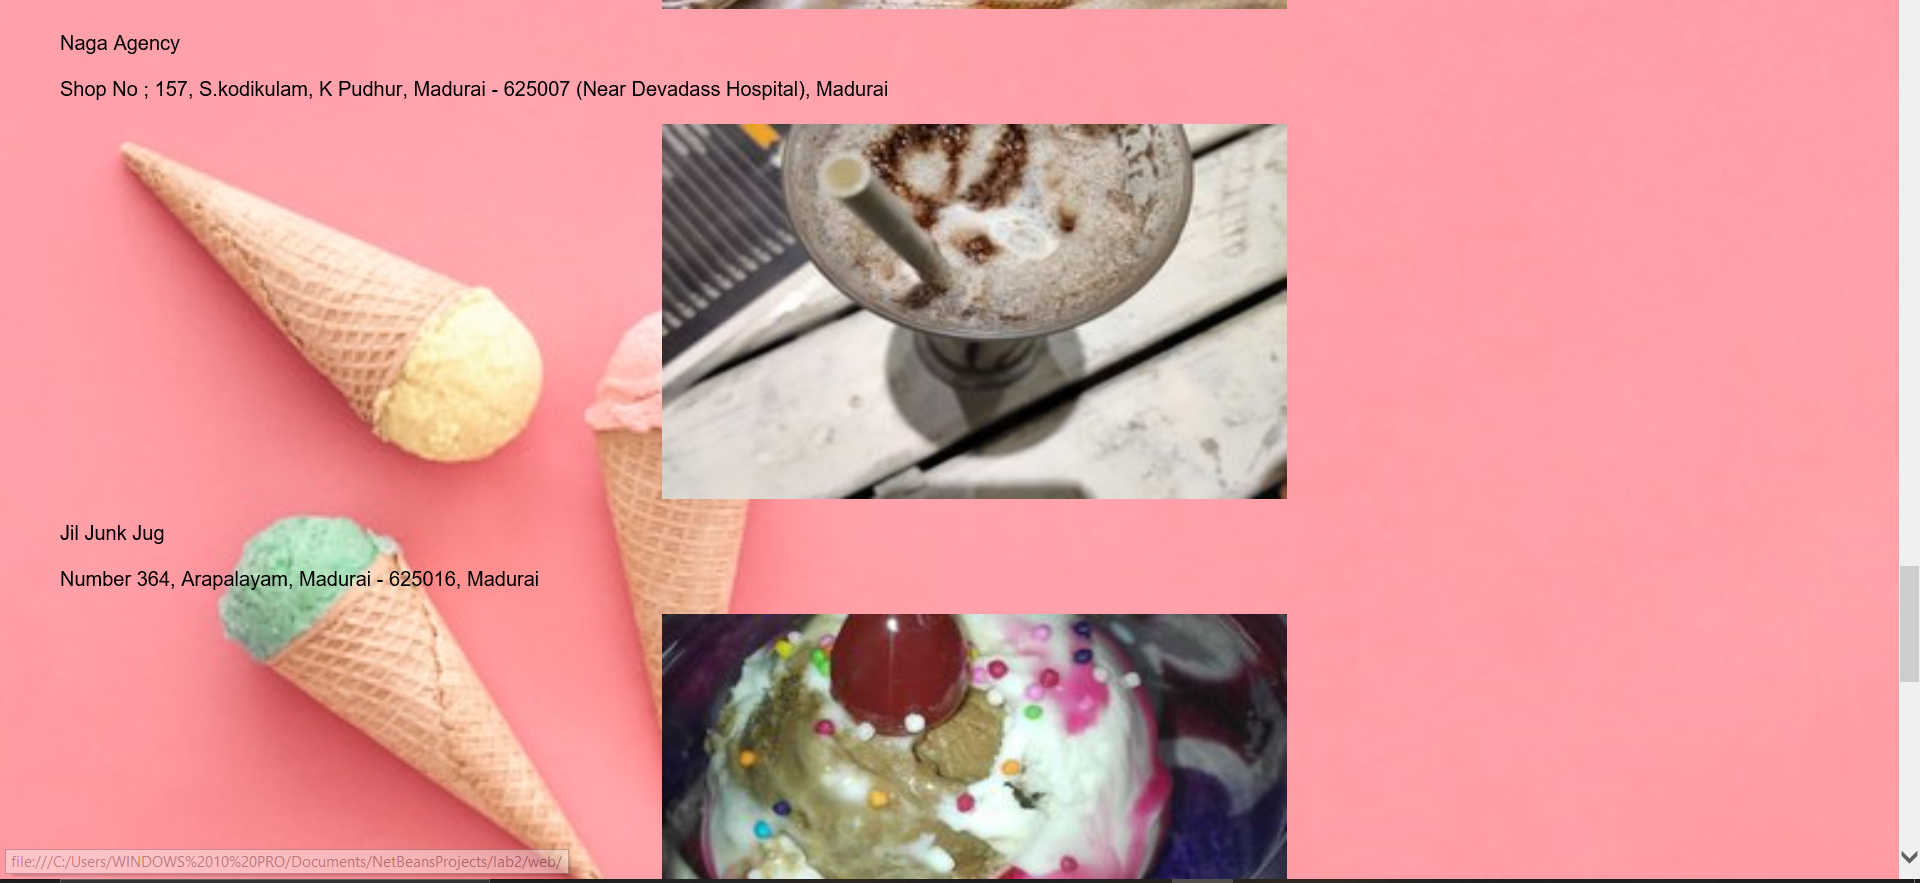 Naga Agency
Shop No ; 157, S.kodikulam, K Pudhur, Madurai - 625007 (Near Devadass Hospital), Madurai
Jil Junk Jug
Number 364, Arapalayam, Madurai - 625016, Madurai
file:///C:/Users/WINDOWS%2010%20PRO/Documents/NetBeansProjects/lab2/web/